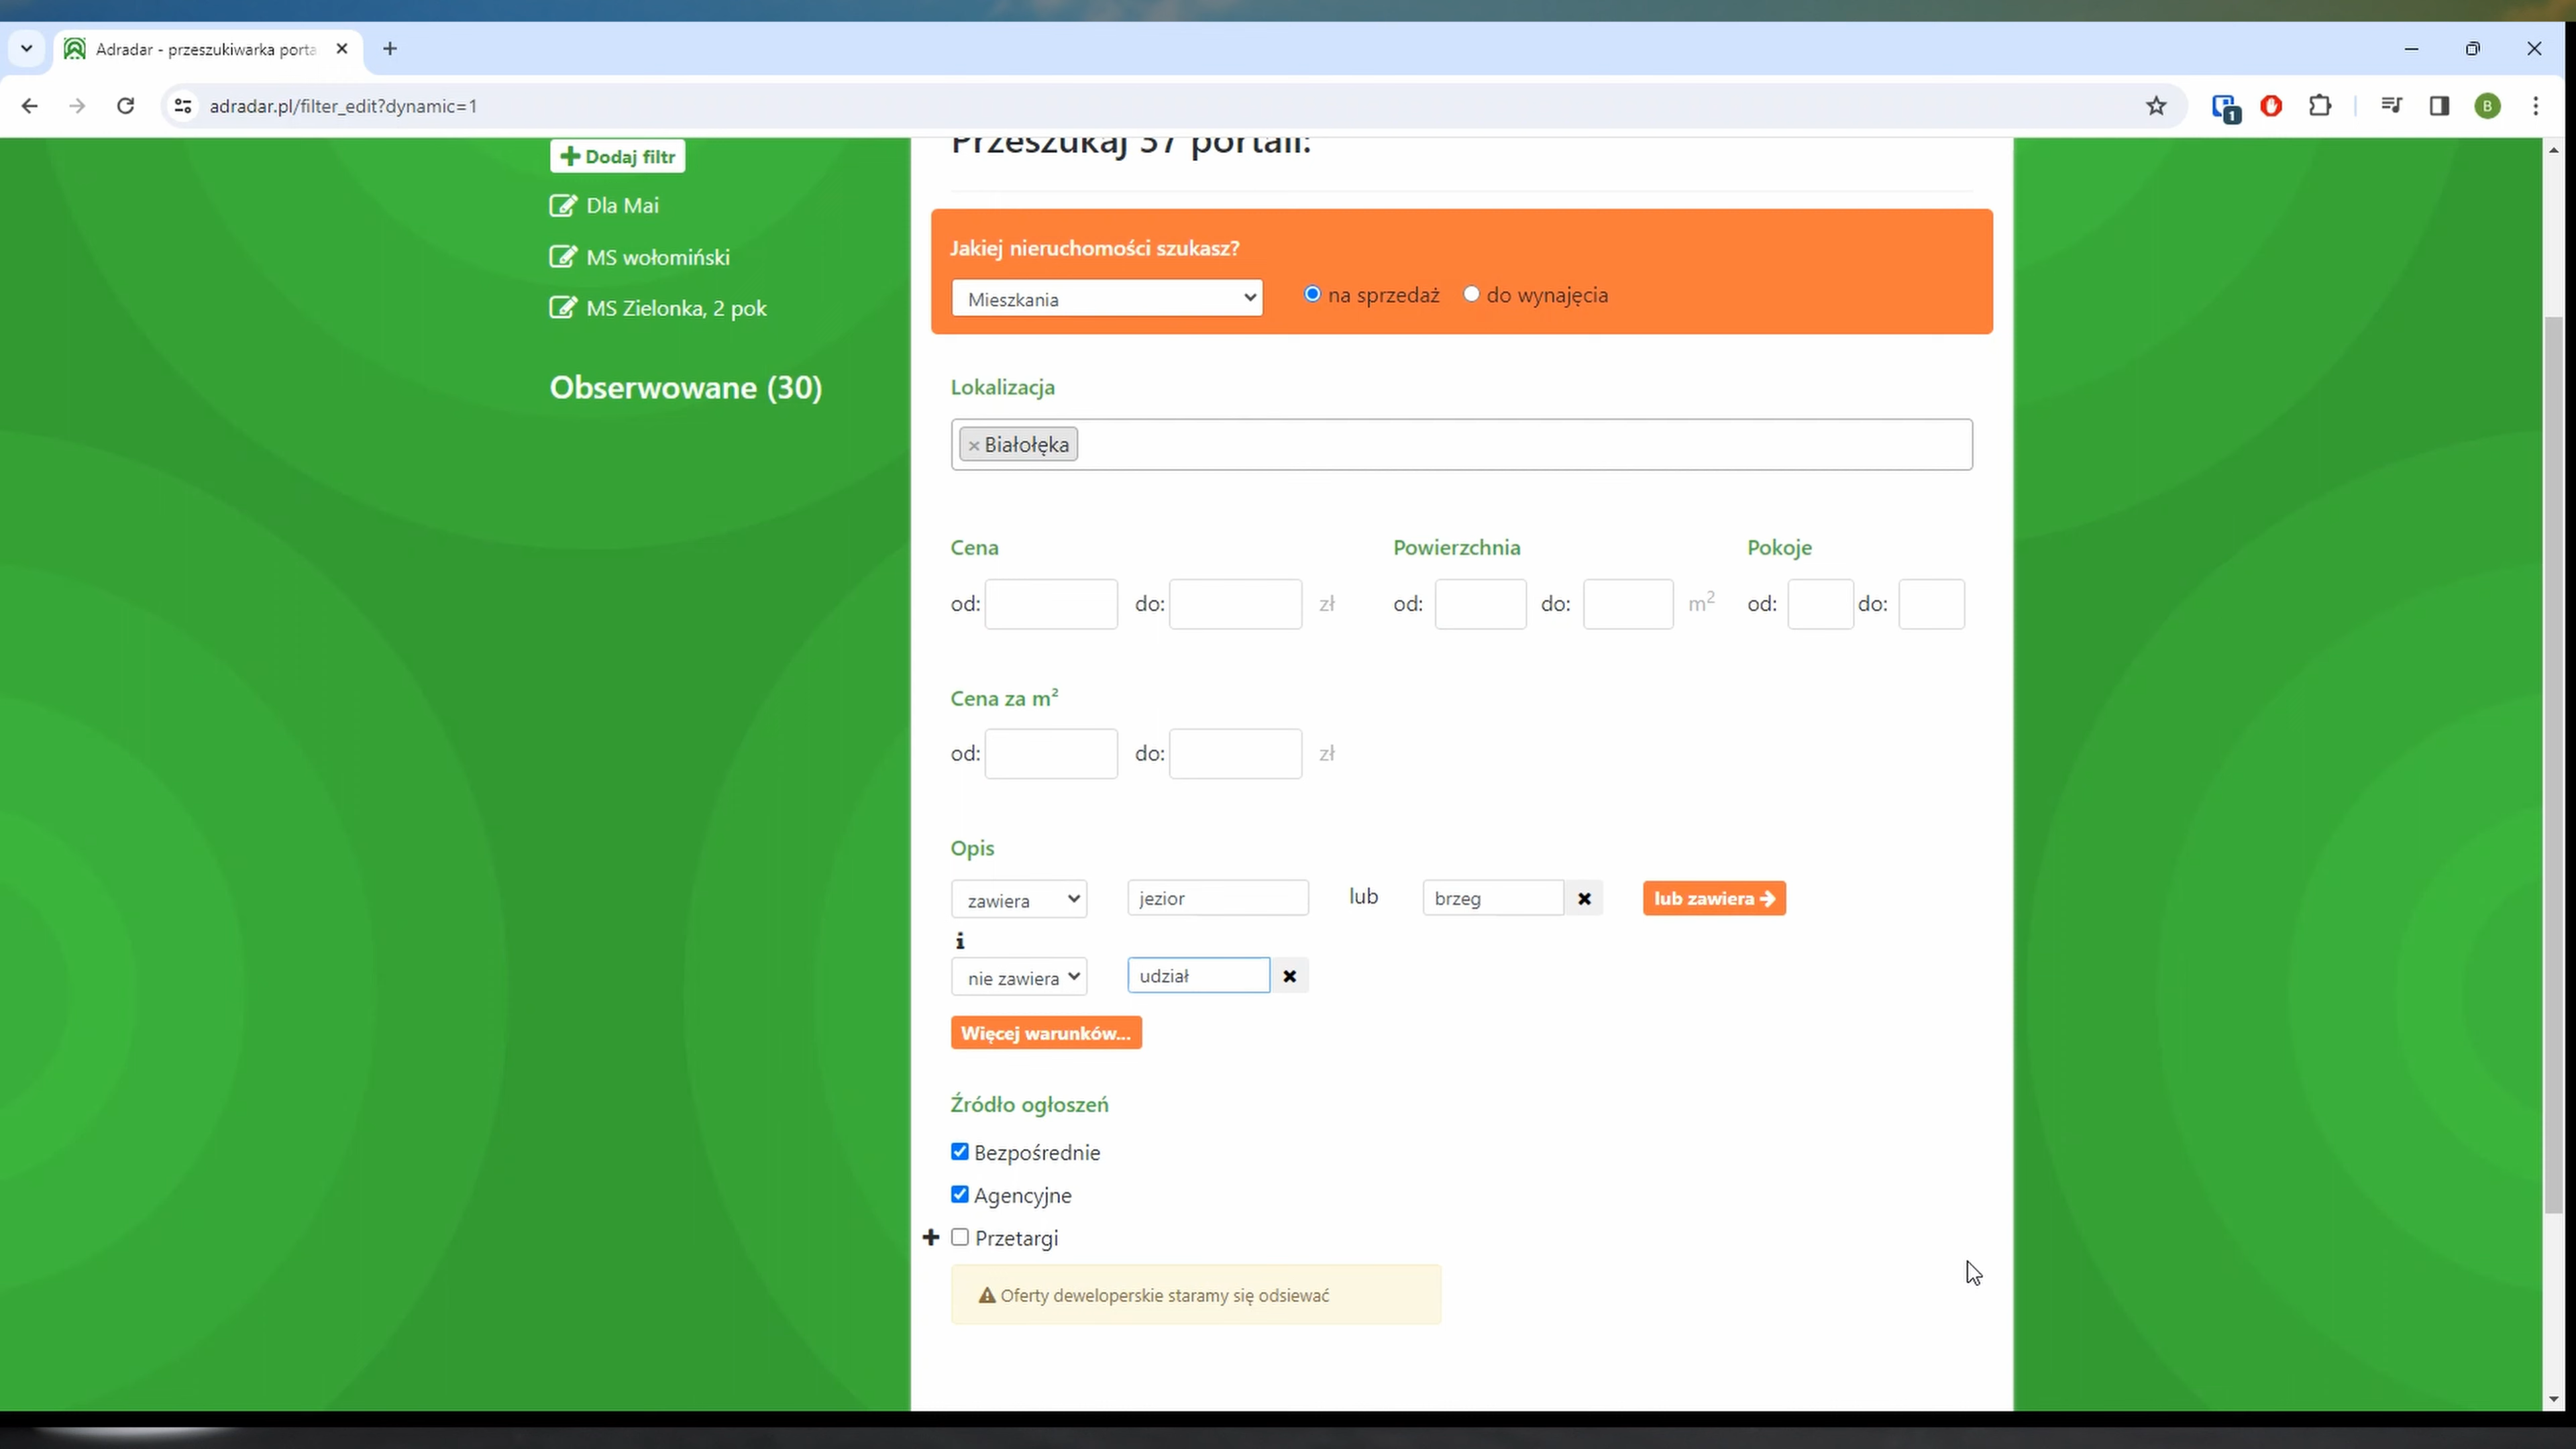 Adradar - przeszukiwarka porta
adradar.pl/filter_edit?dynamic=1
1
B
Dodaj filtr
Dla Mai
MS wołomiński
MS Zielonka, 2 pok
Obserwowane (30)
Przeszukaj 37 portali:
Jakiej nieruchomości szukasz?
Mieszkania na sprzedaż do wynajęcia
Lokalizacja
× Białołęka
Cena Powierzchnia Pokoje
od: do: zł od: do: m² od: do:
Cena za m²
od: do: zł
Opis
zawiera jezior lub brzeg lub zawiera
nie zawiera udział
Więcej warunków...
Źródło ogłoszeń
Bezpośrednie
Agencyjne
Przetargi
Oferty deweloperskie staramy się odsiewać